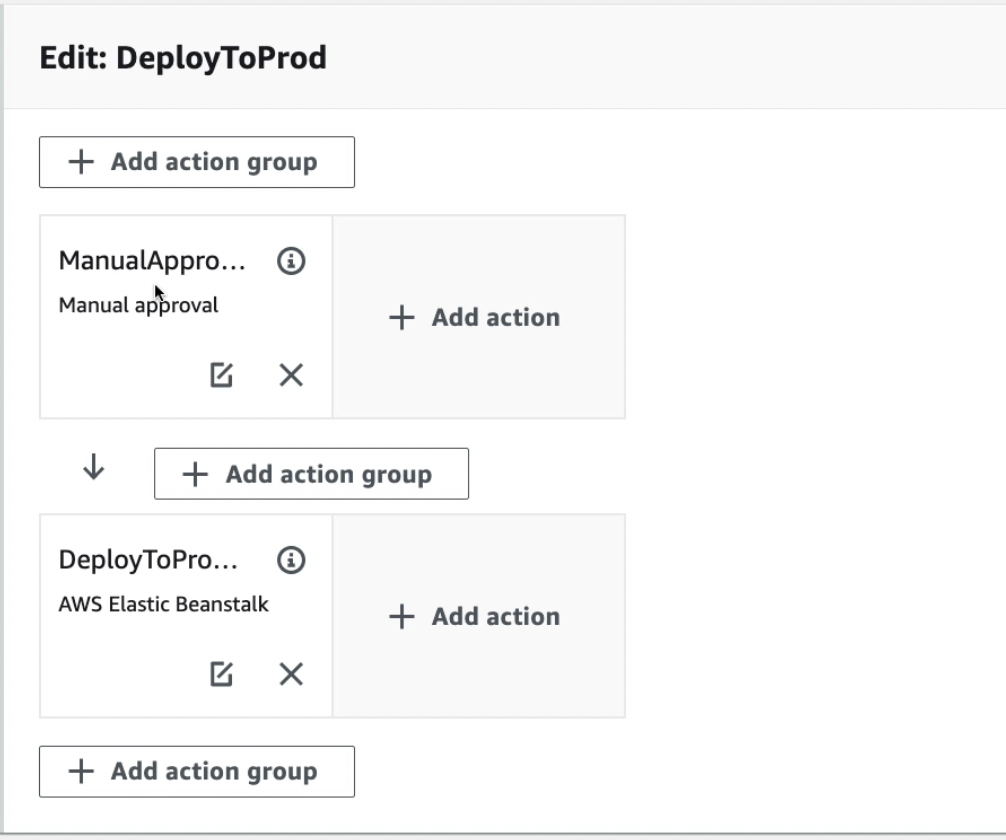 Edit: DeployToProd
+ Add action group
ManualAppro...
Manual approval
+ Add action
+ Add action group
DeployToPro...
AWS Elastic Beanstalk
+ Add action
+ Add action group